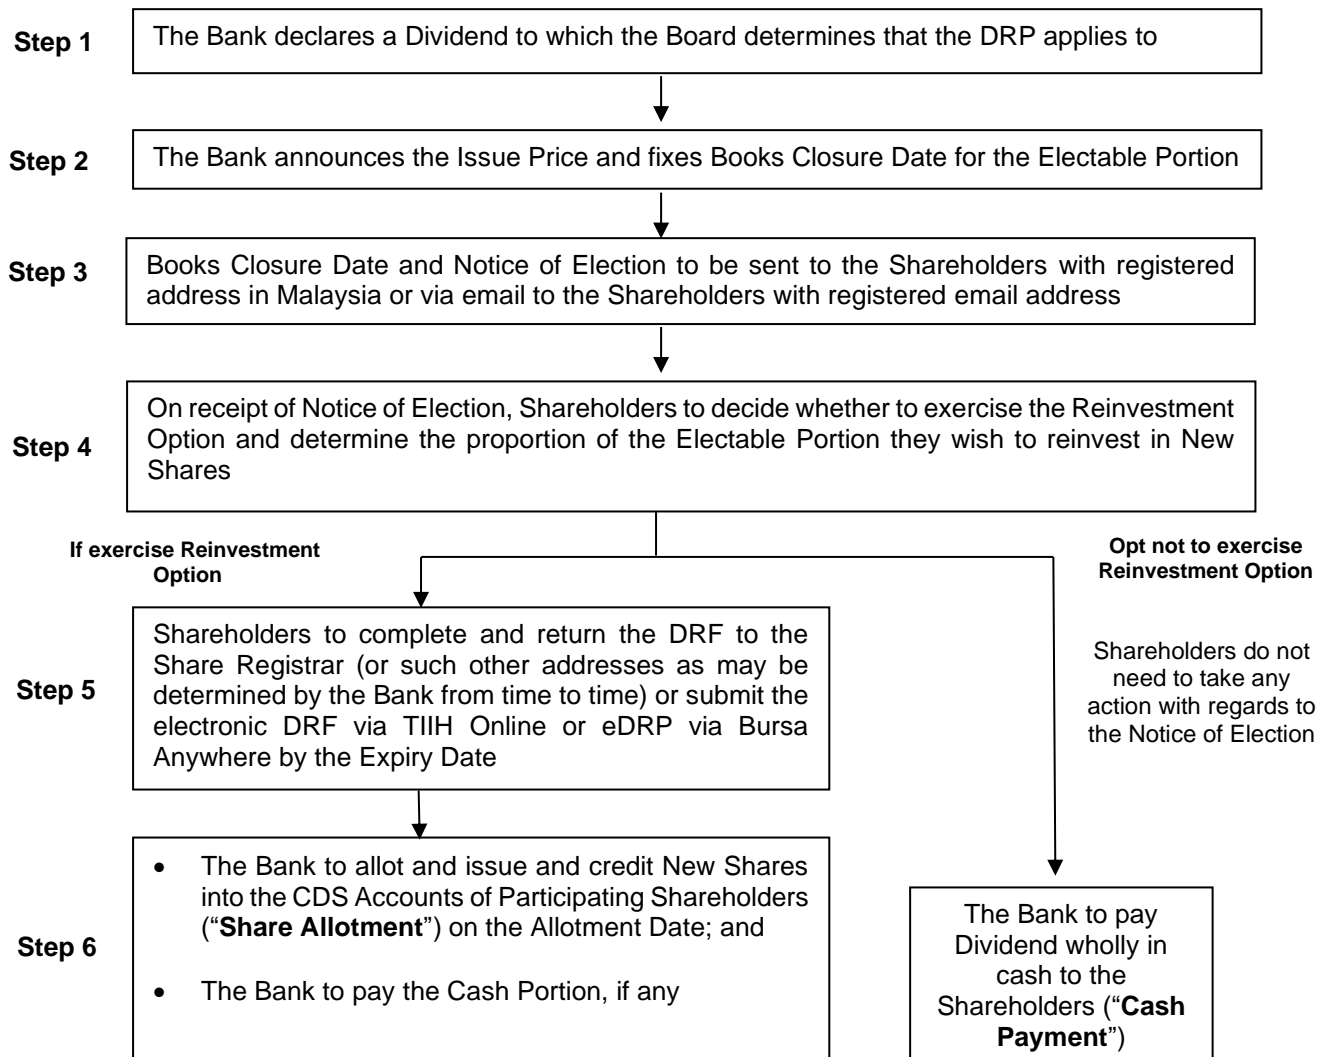 Step 1
The Bank declares a Dividend to which the Board determines that the DRP applies to
Step 2
The Bank announces the Issue Price and fixes Books Closure Date for the Electable Portion
Step 3
Books Closure Date and Notice of Election to be sent to the Shareholders with registered
address in Malaysia or via email to the Shareholders with registered email address
Step 4
On receipt of Notice of Election, Shareholders to decide whether to exercise the Reinvestment
Option and determine the proportion of the Electable Portion they wish to reinvest in New
Shares
If exercise Reinvestment
Option
Opt not to exercise
Reinvestment Option
Step 5
Shareholders to complete and return the DRF to the
Share Registrar (or such other addresses as may be
determined by the Bank from time to time) or submit the
electronic DRF via TIIH Online or eDRP via Bursa
Anywhere by the Expiry Date
Shareholders do not
need to take any
action with regards to
the Notice of Election
Step 6
• The Bank to allot and issue and credit New Shares
into the CDS Accounts of Participating Shareholders
(“Share Allotment”) on the Allotment Date; and
• The Bank to pay the Cash Portion, if any
The Bank to pay
Dividend wholly in
cash to the
Shareholders (“Cash
Payment”)